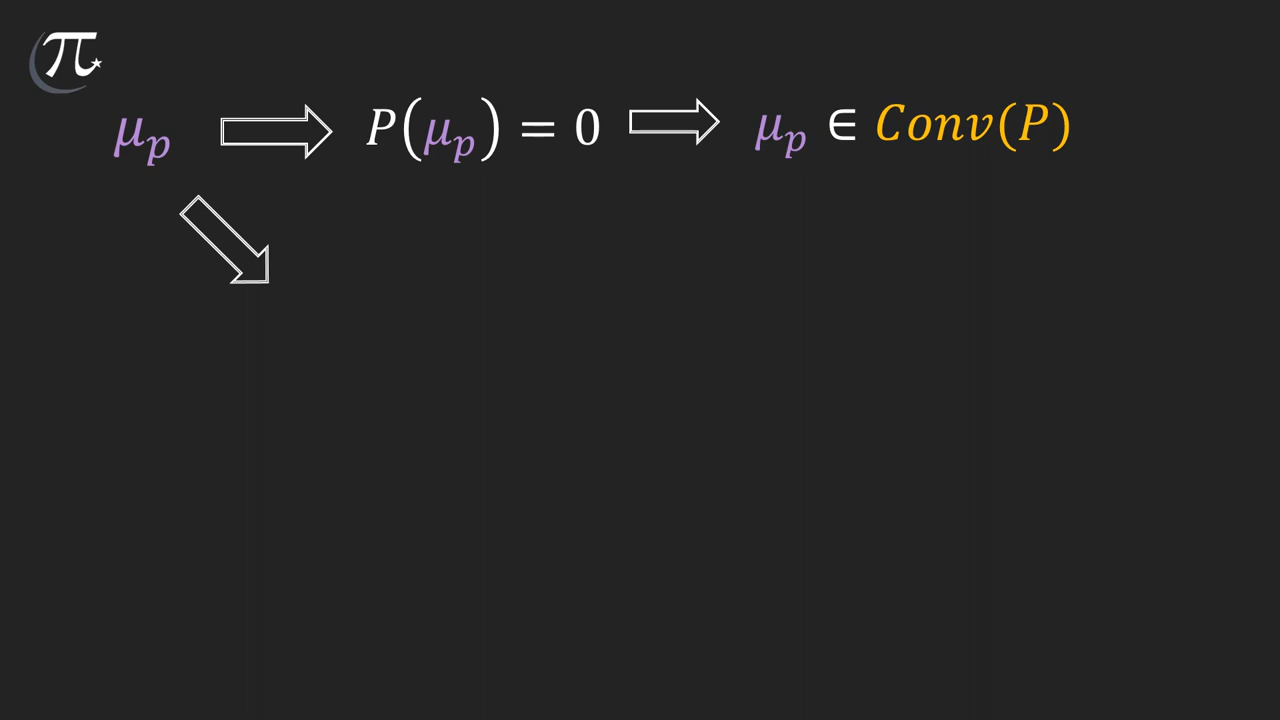 π
μₚ ⇒ P(μₚ) = 0 ⇒ μₚ ∈ Conv(P)